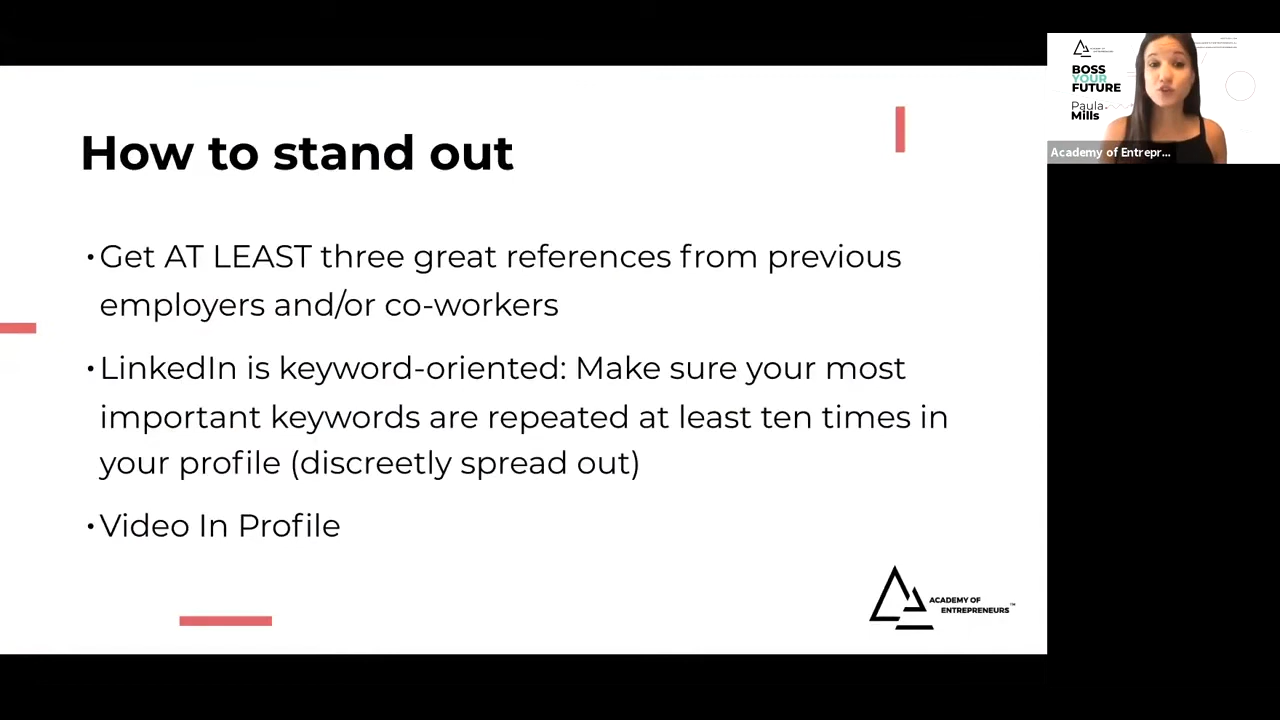 How to stand out
•Get AT LEAST three great references from previous
employers and/or co-workers
•LinkedIn is keyword-oriented: Make sure your most
important keywords are repeated at least ten times in
your profile (discreetly spread out)
•Video In Profile
ACADEMY OF
ENTREPRENEURS™
BOSS
YOUR
FUTURE
Paula
Mills
Academy of Entrepr...